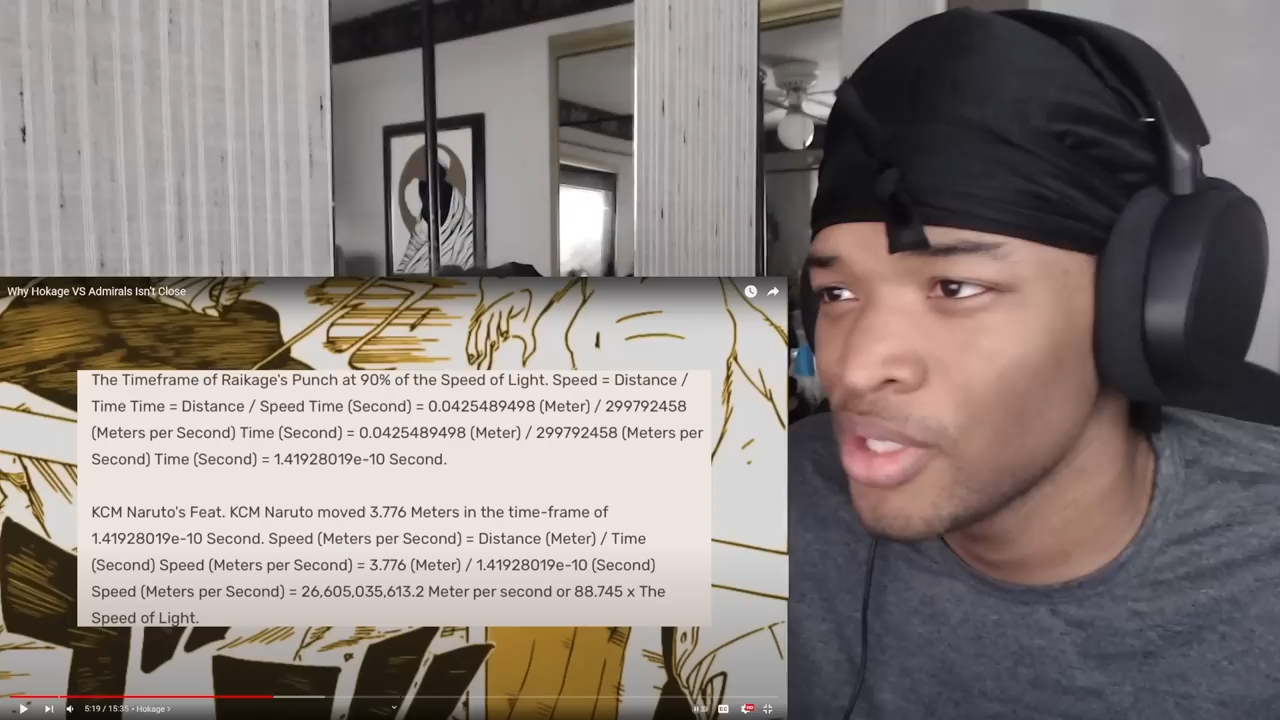 Why Hokage VS Admirals Isn't Close
The Timeframe of Raikage's Punch at 90% of the Speed of Light. Speed = Distance /
Time Time = Distance / Speed Time (Second) = 0.0425489498 (Meter) / 299792458
(Meters per Second) Time (Second) = 0.0425489498 (Meter) / 299792458 (Meters per
Second) Time (Second) = 1.41928019e-10 Second.
KCM Naruto's Feat. KCM Naruto moved 3.776 Meters in the time-frame of
1.41928019e-10 Second. Speed (Meters per Second) = Distance (Meter) / Time
(Second) Speed (Meters per Second) = 3.776 (Meter) / 1.41928019e-10 (Second)
Speed (Meters per Second) = 26,605,035,613.2 Meter per second or 88.745 x The
Speed of Light.
5:19 / 15:35 • Hokage ›
CC
HD